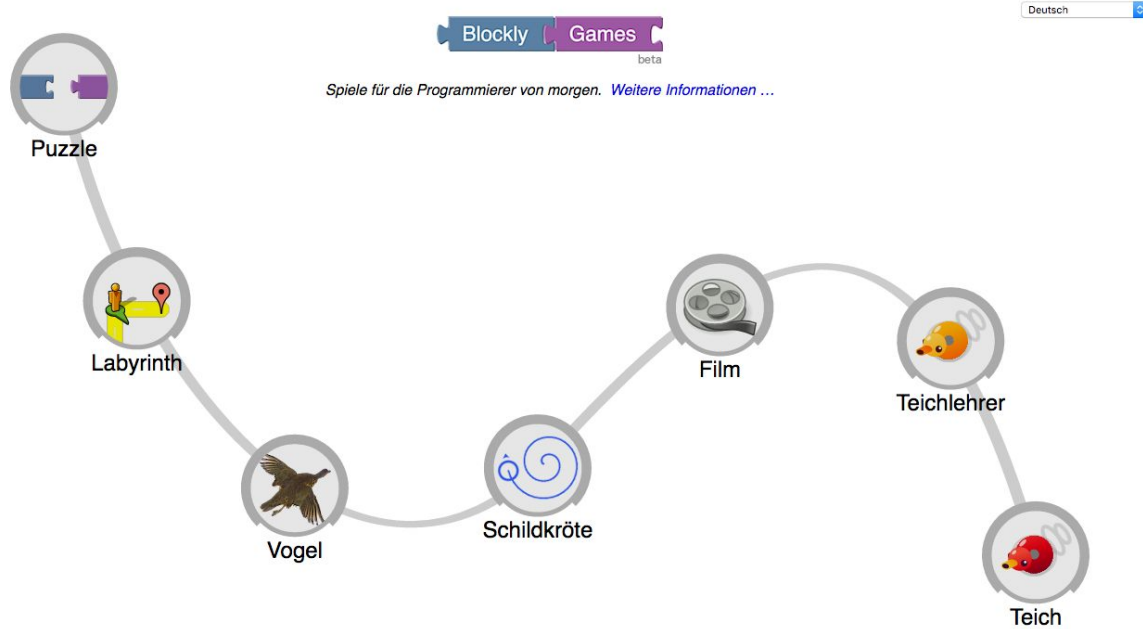 Deutsch
Blockly Games
beta
Spiele für die Programmierer von morgen. Weitere Informationen ...
Puzzle
Labyrinth
Vogel
Schildkröte
Film
Teichlehrer
Teich